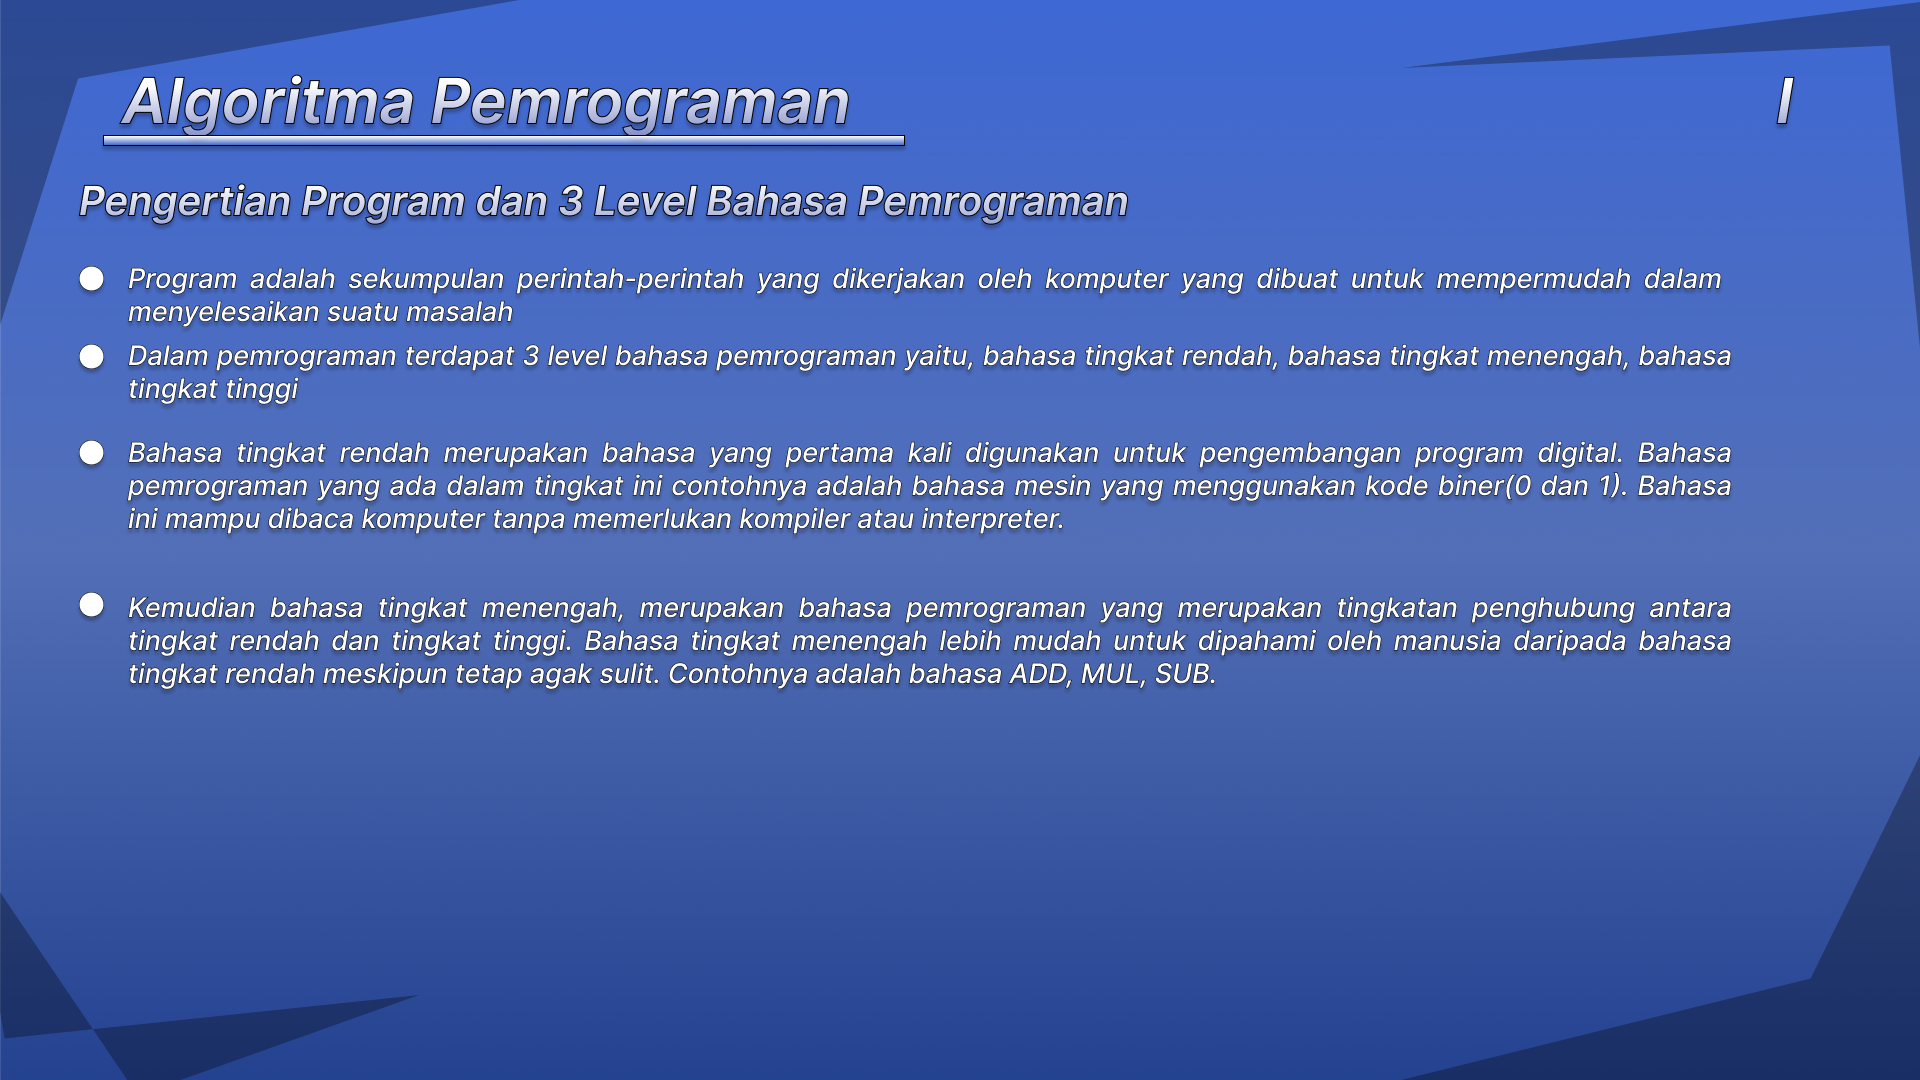 Algoritma Pemrograman
I
Pengertian Program dan 3 Level Bahasa Pemrograman
Program adalah sekumpulan perintah-perintah yang dikerjakan oleh komputer yang dibuat untuk mempermudah dalam
menyelesaikan suatu masalah
Dalam pemrograman terdapat 3 level bahasa pemrograman yaitu, bahasa tingkat rendah, bahasa tingkat menengah, bahasa
tingkat tinggi
Bahasa tingkat rendah merupakan bahasa yang pertama kali digunakan untuk pengembangan program digital. Bahasa
pemrograman yang ada dalam tingkat ini contohnya adalah bahasa mesin yang menggunakan kode biner(0 dan 1). Bahasa
ini mampu dibaca komputer tanpa memerlukan kompiler atau interpreter.
Kemudian bahasa tingkat menengah, merupakan bahasa pemrograman yang merupakan tingkatan penghubung antara
tingkat rendah dan tingkat tinggi. Bahasa tingkat menengah lebih mudah untuk dipahami oleh manusia daripada bahasa
tingkat rendah meskipun tetap agak sulit. Contohnya adalah bahasa ADD, MUL, SUB.